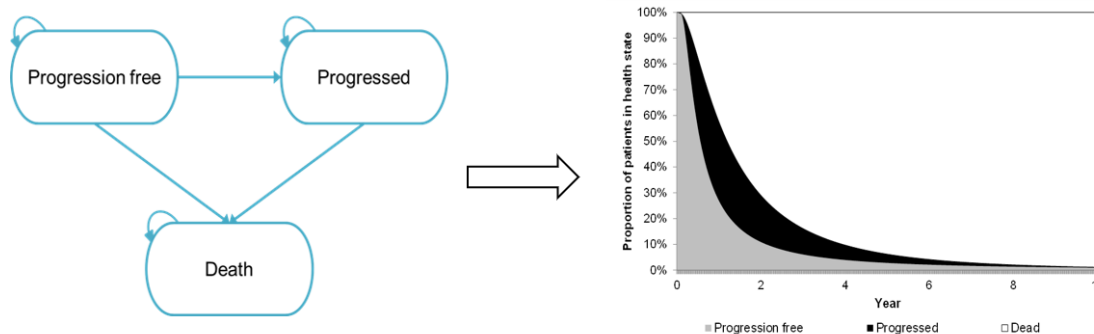 Progression free
Progressed
Death
Proportion of patients in health state
100%
90%
80%
70%
60%
50%
40%
30%
20%
10%
0%
0 2 4 6 8 1
Year
Progression free Progressed Dead